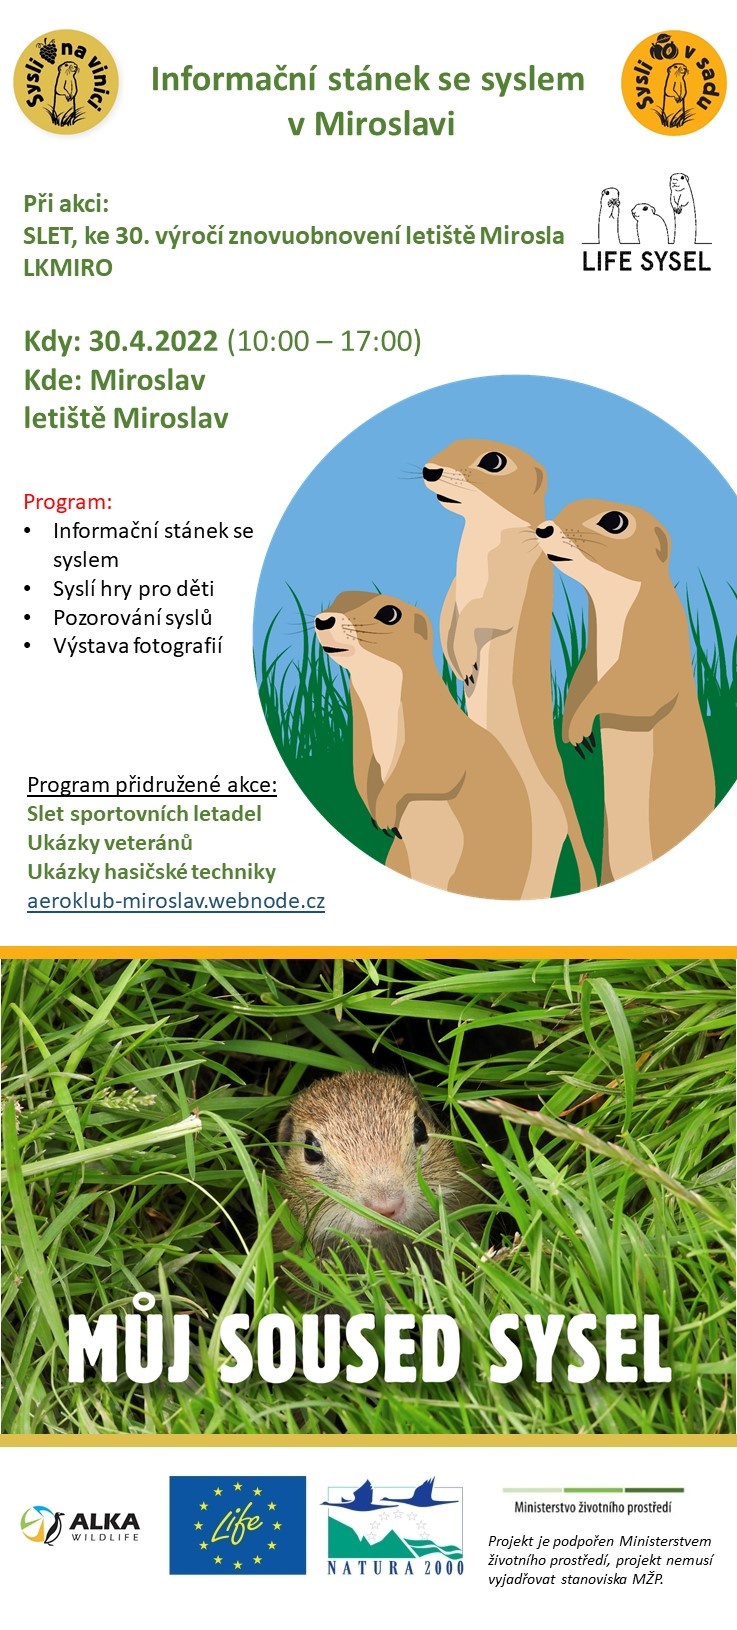 Sysli na vinici
Informační stánek se syslem
v Miroslavi
Sysli v sadu
Při akci:
SLET, ke 30. výročí znovuobnovení letiště Mirosla
LKMIRO
LIFE SYSEL
Kdy: 30.4.2022 (10:00 – 17:00)
Kde: Miroslav
letiště Miroslav
Program:
• Informační stánek se
syslem
• Syslí hry pro děti
• Pozorování syslů
• Výstava fotografií
Program přidružené akce:
Slet sportovních letadel
Ukázky veteránů
Ukázky hasičské techniky
aeroklub-miroslav.webnode.cz
MŮJ SOUSED SYSEL
ALKA
WILDLIFE
Life
NATURA 2000
Ministerstvo životního prostředí
Projekt je podpořen Ministerstvem
životního prostředí, projekt nemusí
vyjadřovat stanoviska MŽP.